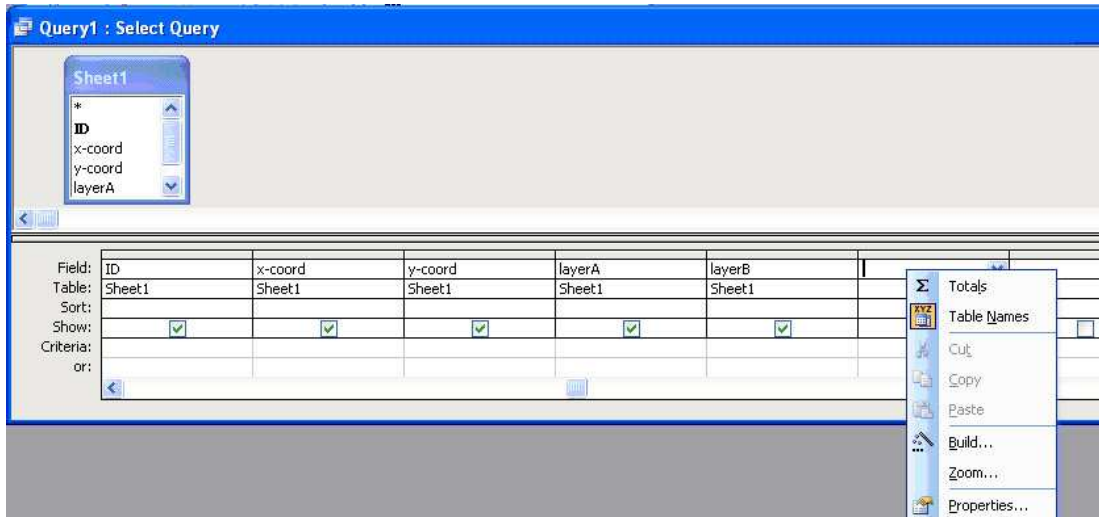 Query1 : Select Query
Sheet1
*
ID
x-coord
y-coord
layerA
Field: ID x-coord y-coord layerA layerB
Table: Sheet1 Sheet1 Sheet1 Sheet1 Sheet1
Sort:
Show:
Criteria:
or:
Σ Totals
XYZ Table Names
Cut
Copy
Paste
Build...
Zoom...
Properties...